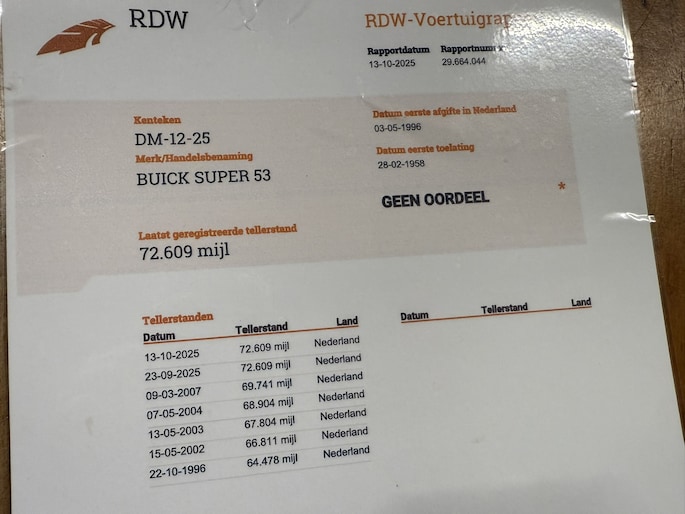 RDW
RDW-Voertuigrap
Rapportdatum Rapportnummer
13-10-2025 29.664.044
Kenteken
DM-12-25
Merk/Handelsbenaming
BUICK SUPER 53
Datum eerste afgifte in Nederland
03-05-1996
Datum eerste toelating
28-02-1958
GEEN OORDEEL *
Laatst geregistreerde tellerstand
72.609 mijl
Tellerstanden
Datum Tellerstand Land
13-10-2025 72.609 mijl Nederland
23-09-2025 72.609 mijl Nederland
09-03-2007 69.741 mijl Nederland
07-05-2004 68.904 mijl Nederland
13-05-2003 67.804 mijl Nederland
15-05-2002 66.811 mijl Nederland
22-10-1996 64.478 mijl Nederland
Datum Tellerstand Land